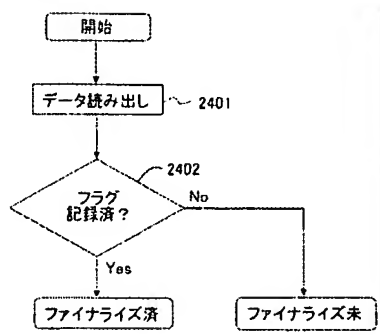 開始
データ読み出し
2401
2402
フラグ
記録済?
No
Yes
ファイナライズ済
ファイナライズ未